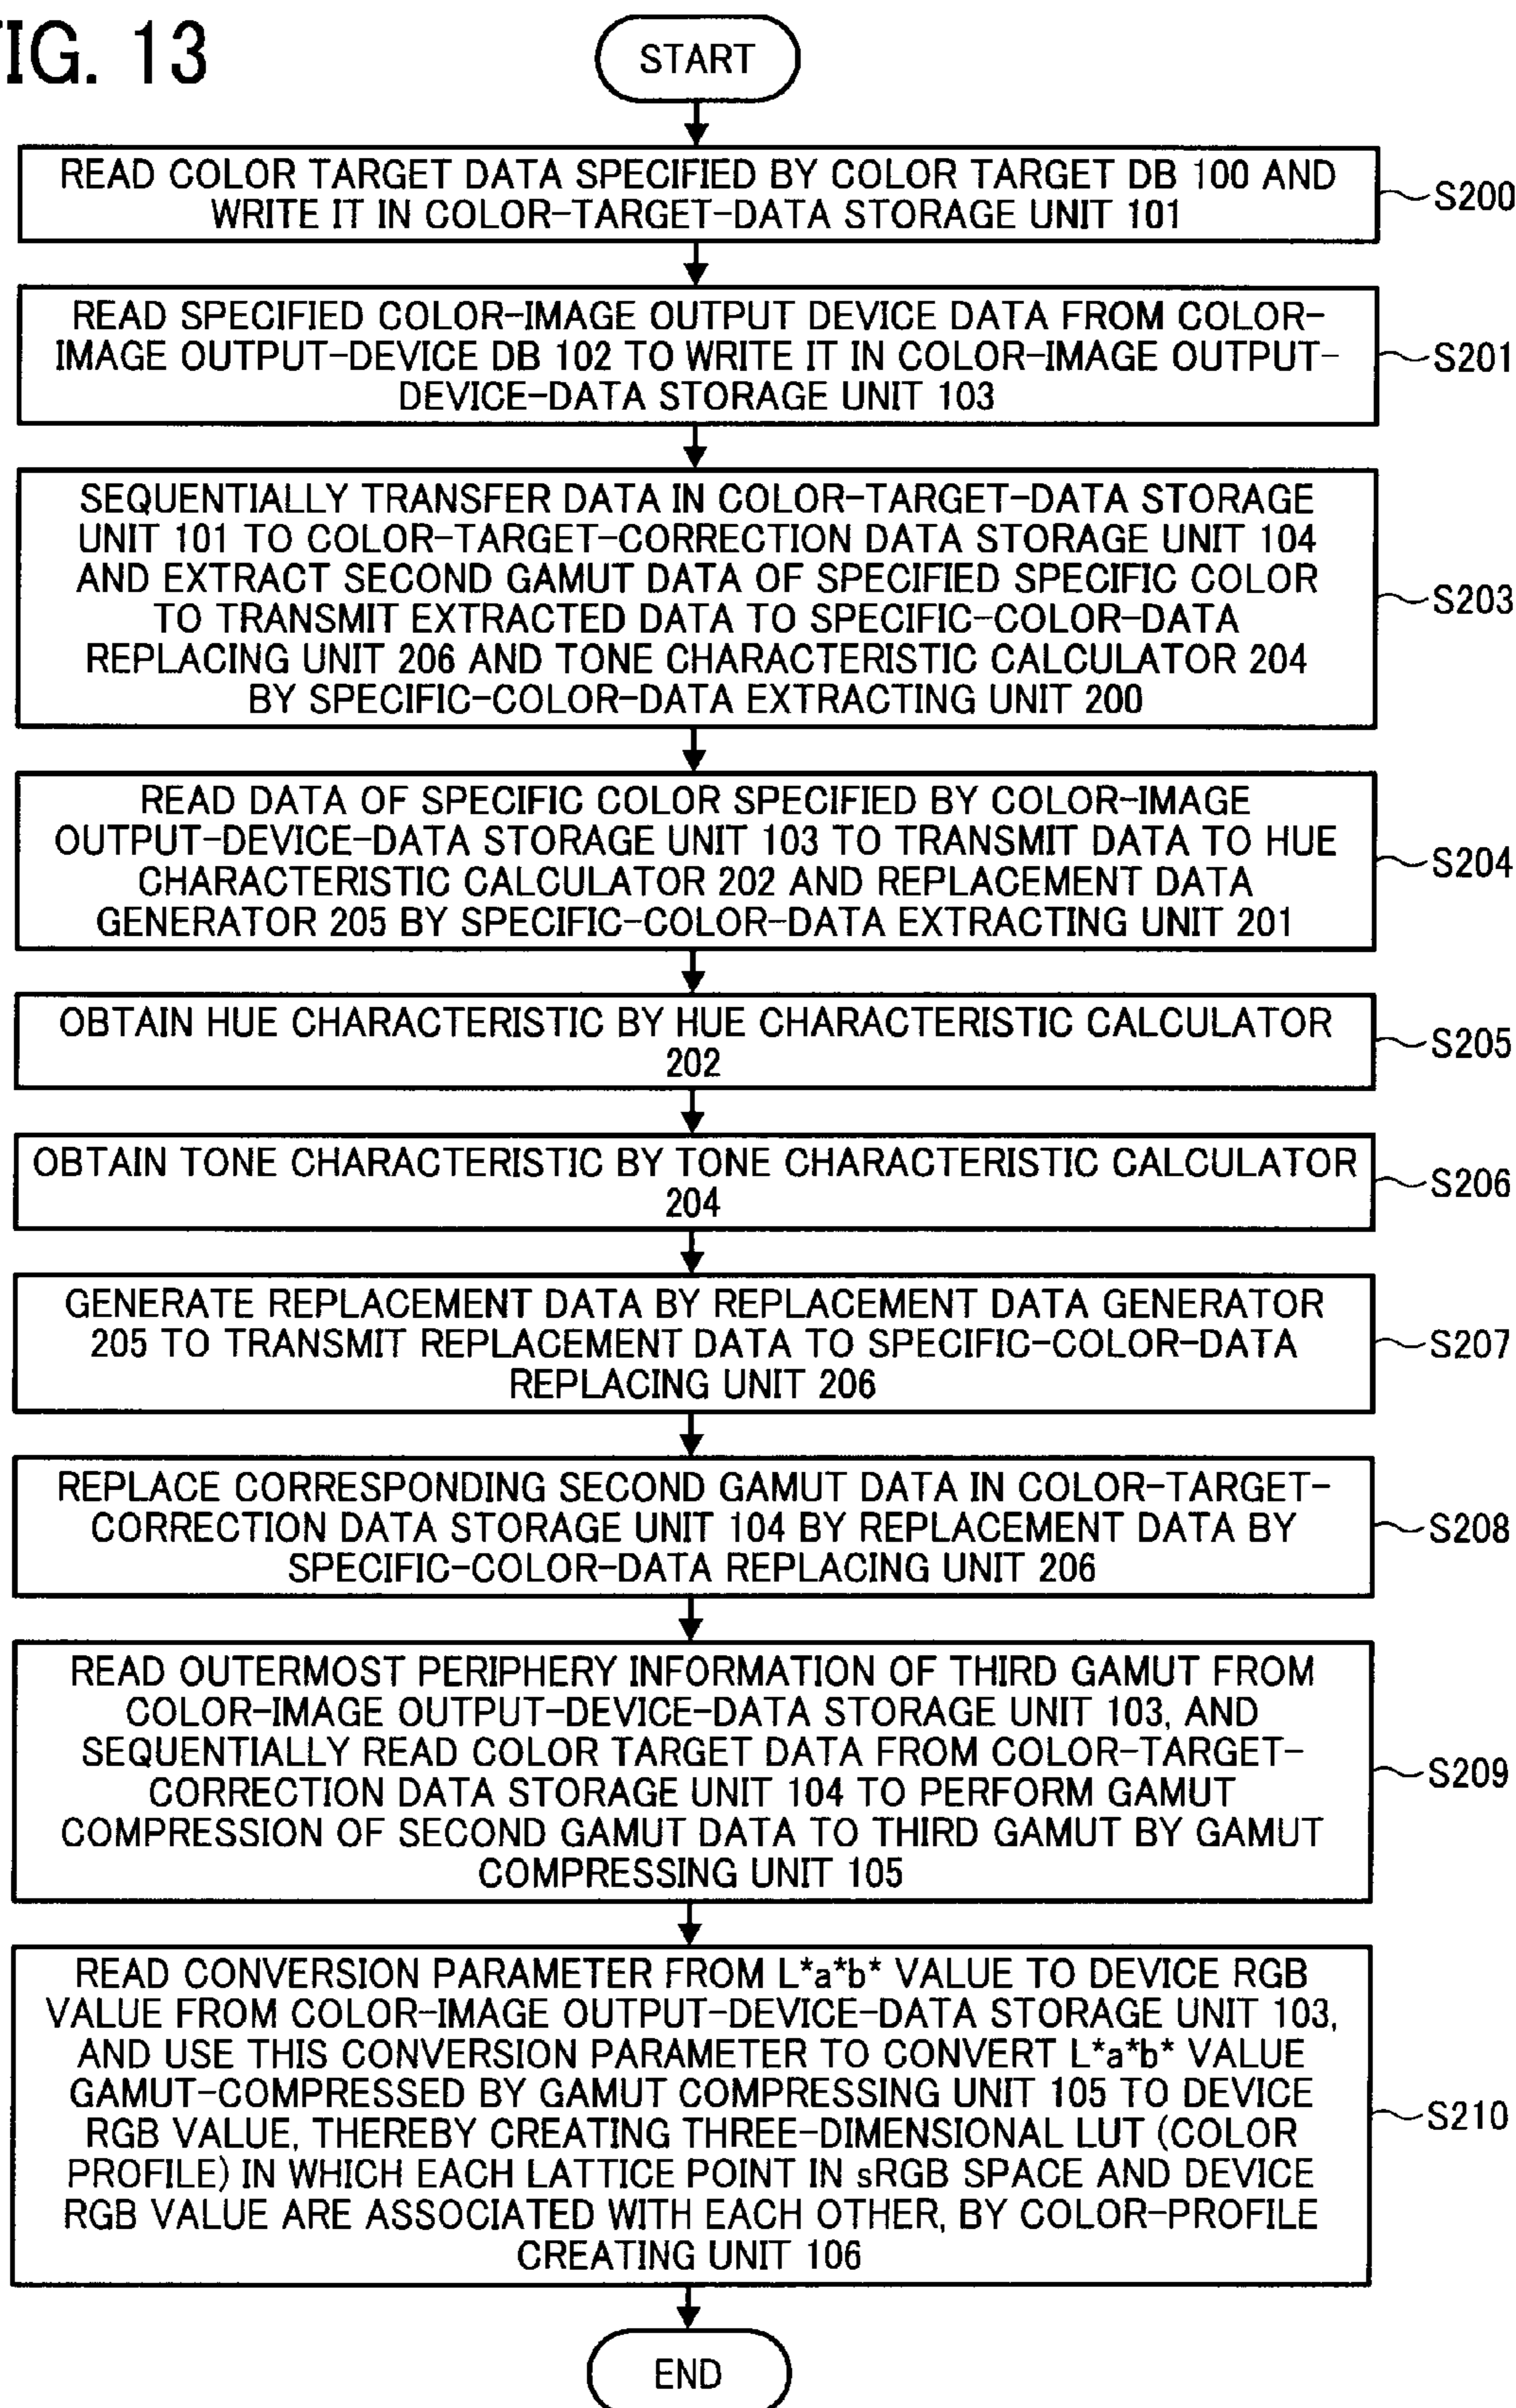 FIG. 13
START
READ COLOR TARGET DATA SPECIFIED BY COLOR TARGET DB 100 AND
WRITE IT IN COLOR-TARGET-DATA STORAGE UNIT 101
S200
READ SPECIFIED COLOR-IMAGE OUTPUT DEVICE DATA FROM COLOR-
IMAGE OUTPUT-DEVICE DB 102 TO WRITE IT IN COLOR-IMAGE OUTPUT-
DEVICE-DATA STORAGE UNIT 103
S201
SEQUENTIALLY TRANSFER DATA IN COLOR-TARGET-DATA STORAGE
UNIT 101 TO COLOR-TARGET-CORRECTION DATA STORAGE UNIT 104
AND EXTRACT SECOND GAMUT DATA OF SPECIFIED SPECIFIC COLOR
TO TRANSMIT EXTRACTED DATA TO SPECIFIC-COLOR-DATA
REPLACING UNIT 206 AND TONE CHARACTERISTIC CALCULATOR 204
BY SPECIFIC-COLOR-DATA EXTRACTING UNIT 200
S203
READ DATA OF SPECIFIC COLOR SPECIFIED BY COLOR-IMAGE
OUTPUT-DEVICE-DATA STORAGE UNIT 103 TO TRANSMIT DATA TO HUE
CHARACTERISTIC CALCULATOR 202 AND REPLACEMENT DATA
GENERATOR 205 BY SPECIFIC-COLOR-DATA EXTRACTING UNIT 201
S204
OBTAIN HUE CHARACTERISTIC BY HUE CHARACTERISTIC CALCULATOR
202
S205
OBTAIN TONE CHARACTERISTIC BY TONE CHARACTERISTIC CALCULATOR
204
S206
GENERATE REPLACEMENT DATA BY REPLACEMENT DATA GENERATOR
205 TO TRANSMIT REPLACEMENT DATA TO SPECIFIC-COLOR-DATA
REPLACING UNIT 206
S207
REPLACE CORRESPONDING SECOND GAMUT DATA IN COLOR-TARGET-
CORRECTION DATA STORAGE UNIT 104 BY REPLACEMENT DATA BY
SPECIFIC-COLOR-DATA REPLACING UNIT 206
S208
READ OUTERMOST PERIPHERY INFORMATION OF THIRD GAMUT FROM
COLOR-IMAGE OUTPUT-DEVICE-DATA STORAGE UNIT 103, AND
SEQUENTIALLY READ COLOR TARGET DATA FROM COLOR-TARGET-
CORRECTION DATA STORAGE UNIT 104 TO PERFORM GAMUT
COMPRESSION OF SECOND GAMUT DATA TO THIRD GAMUT BY GAMUT
COMPRESSING UNIT 105
S209
READ CONVERSION PARAMETER FROM L*a*b* VALUE TO DEVICE RGB
VALUE FROM COLOR-IMAGE OUTPUT-DEVICE-DATA STORAGE UNIT 103,
AND USE THIS CONVERSION PARAMETER TO CONVERT L*a*b* VALUE
GAMUT-COMPRESSED BY GAMUT COMPRESSING UNIT 105 TO DEVICE
RGB VALUE, THEREBY CREATING THREE-DIMENSIONAL LUT (COLOR
PROFILE) IN WHICH EACH LATTICE POINT IN sRGB SPACE AND DEVICE
RGB VALUE ARE ASSOCIATED WITH EACH OTHER, BY COLOR-PROFILE
CREATING UNIT 106
S210
END